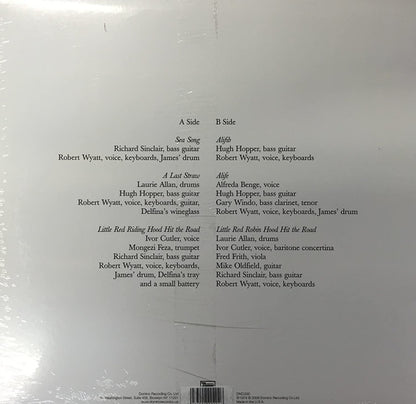 A Side
Sea Song
Richard Sinclair, bass guitar
Robert Wyatt, voice, keyboards, James' drum
A Last Straw
Laurie Allan, drums
Hugh Hopper, bass guitar
Robert Wyatt, voice, keyboards, guitar,
Delfina's wineglass
Little Red Riding Hood Hit the Road
Ivor Cutler, voice
Mongezi Feza, trumpet
Richard Sinclair, bass guitar
Robert Wyatt, voice, keyboards,
James' drum, Delfina's tray
and a small battery
B Side
Alifib
Hugh Hopper, bass guitar
Robert Wyatt, voice, keyboards
Alife
Alfreda Benge, voice
Hugh Hopper, bass guitar
Gary Windo, bass clarinet, tenor
Robert Wyatt, voice, keyboards, James' drum
Little Red Robin Hood Hit the Road
Laurie Allan, drums
Ivor Cutler, voice, baritone concertina
Fred Frith, viola
Mike Oldfield, guitar
Richard Sinclair, bass guitar
Robert Wyatt, voice, keyboards
Domino Recording Co. Ltd